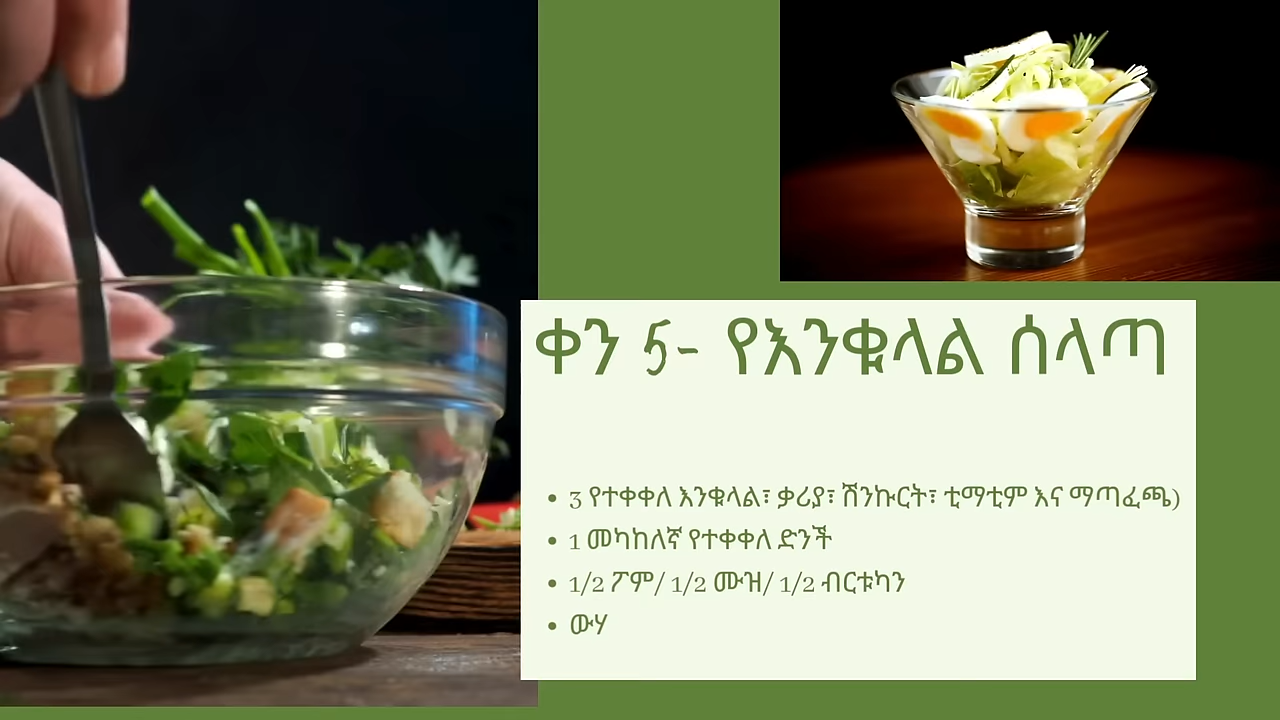 ቀን 5- የእንቁላል ሰላጣ
• 3 የተቀቀለ እንቁላል፣ ቃሪያ፣ ሽንኩርት፣ ቲማቲም እና ማጣፈጫ)
• 1 መካከለኛ የተቀቀለ ድንች
• 1/2 ፖም/ 1/2 ሙዝ/ 1/2 ብርቱካን
• ውሃ